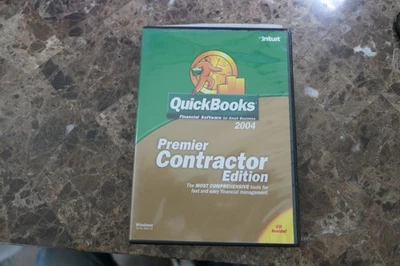 intuit
QuickBooks
Financial Software for Small Business
2004
Premier
Contractor
Edition
The MOST COMPREHENSIVE tools for
fast and easy financial management
Windows